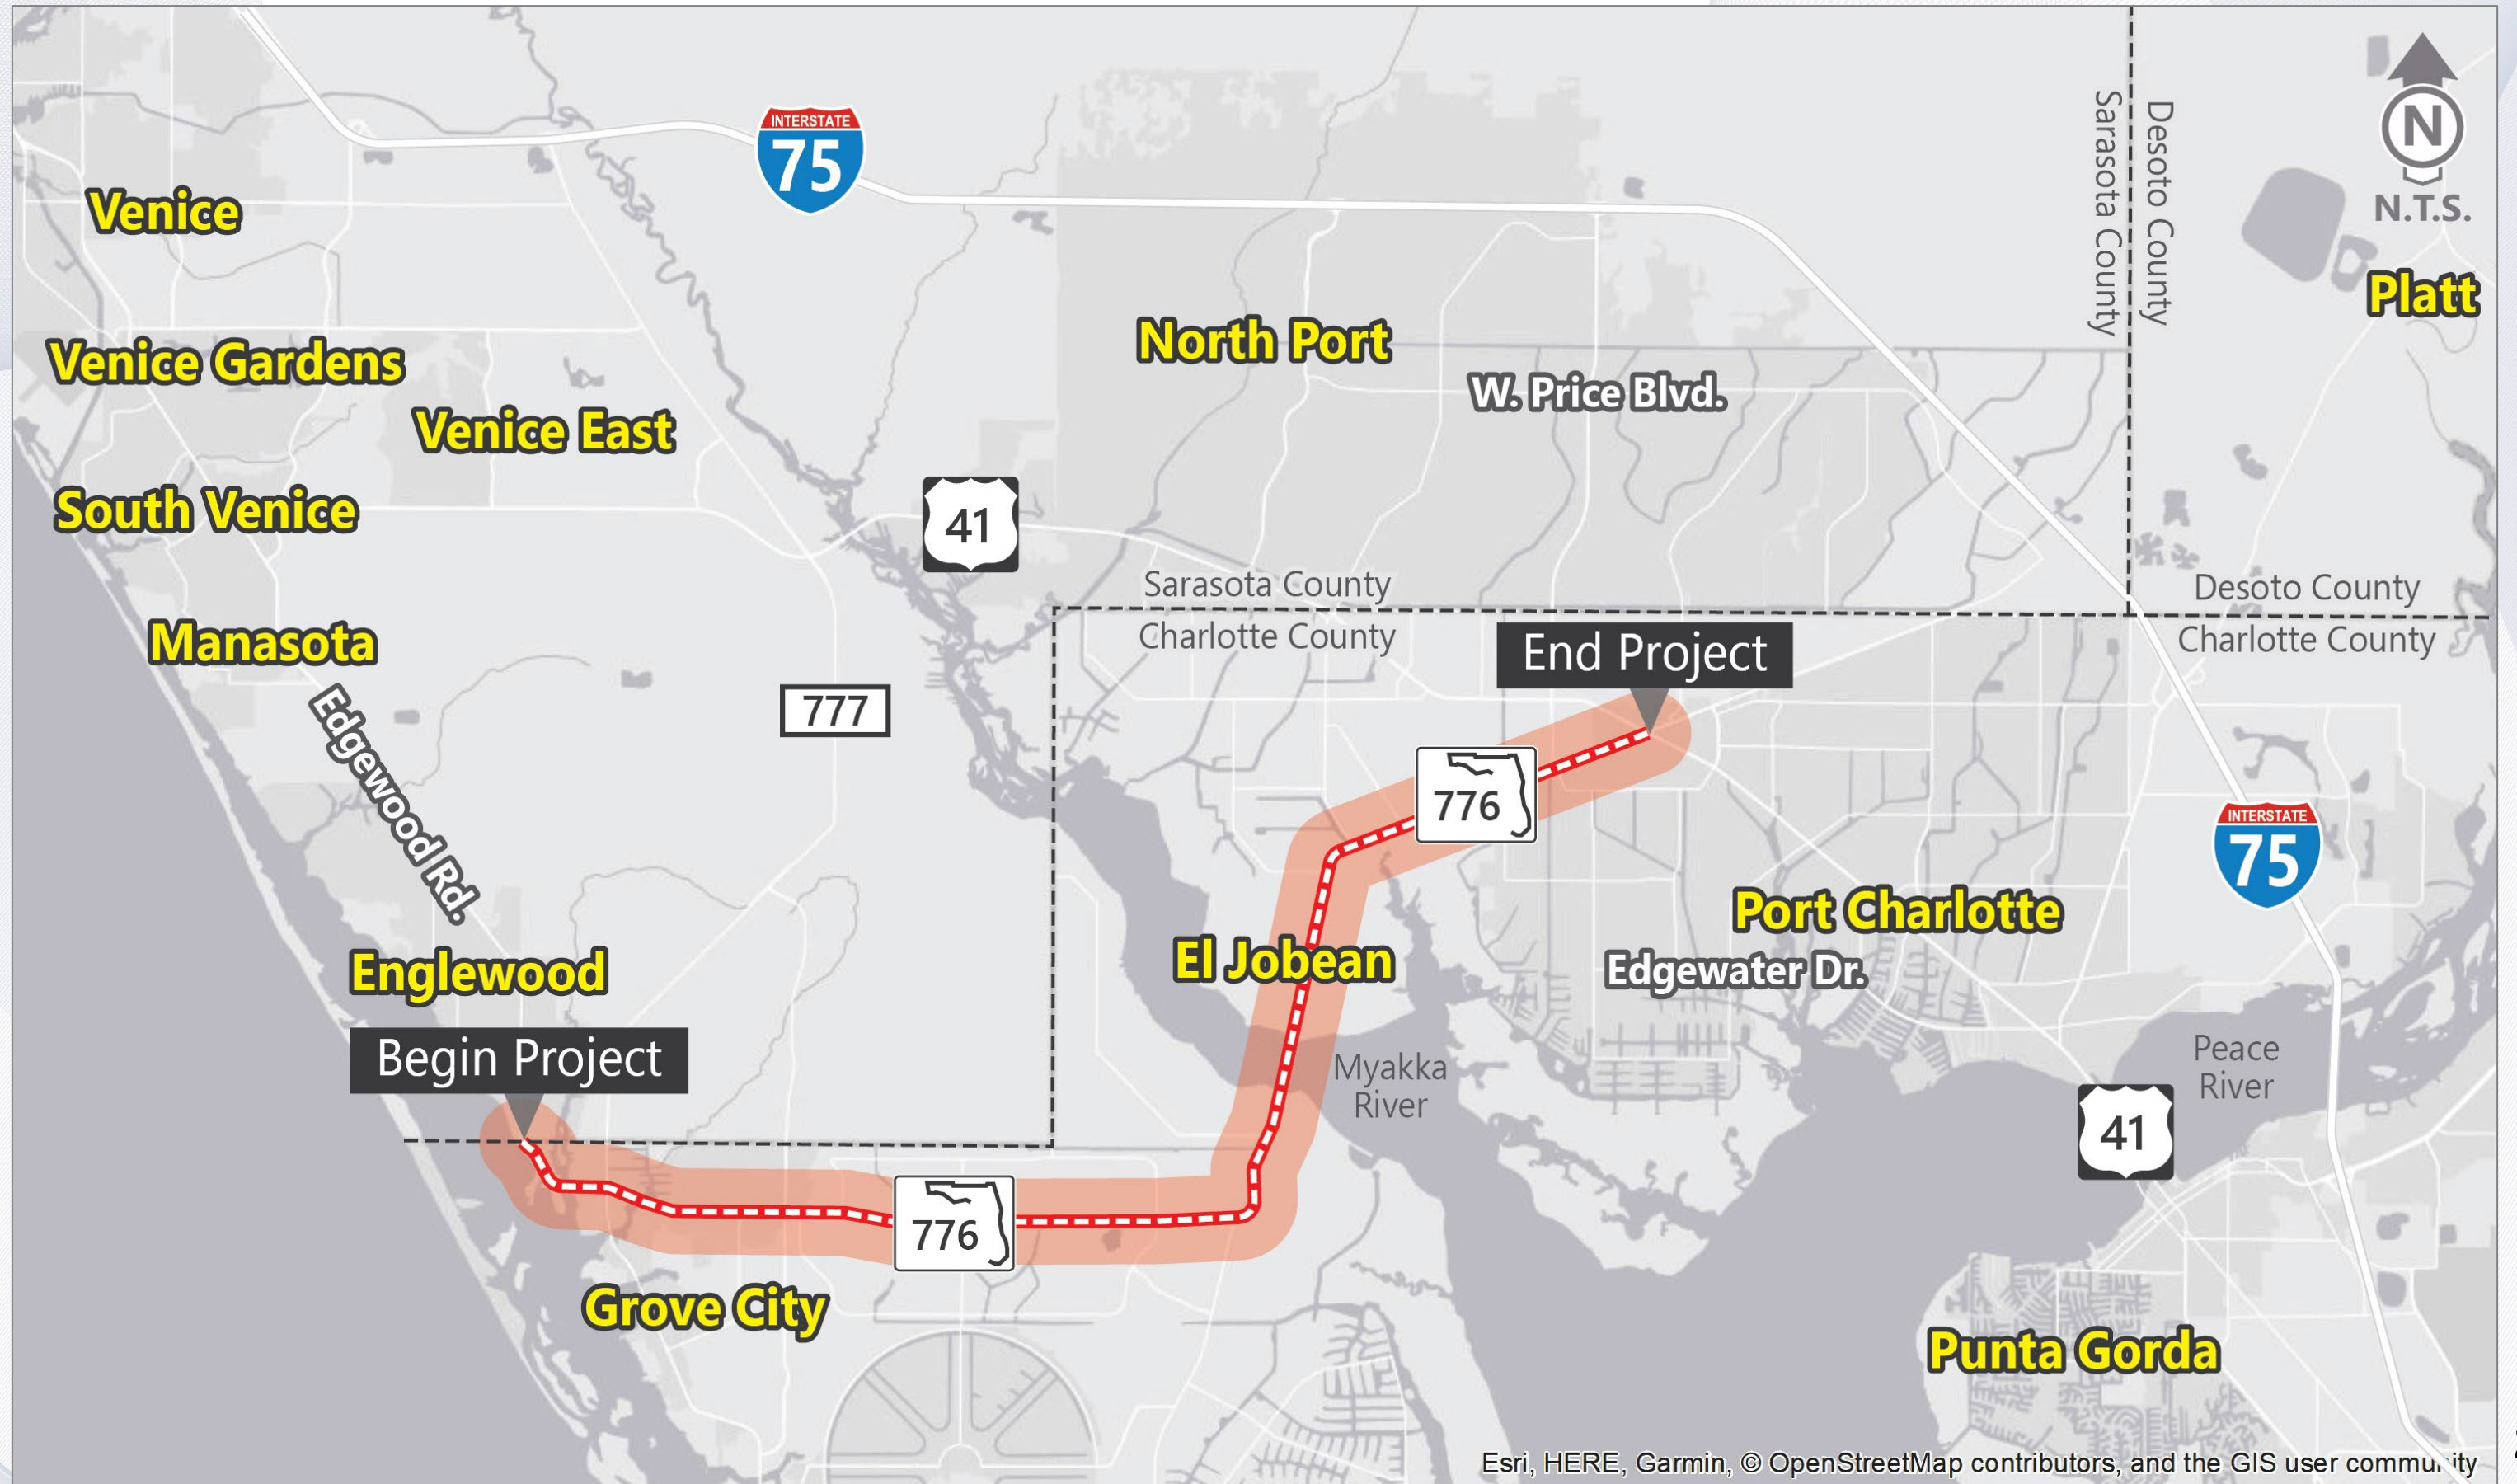 INTERSTATE
75
N
N.T.S.
Sarasota County
Desoto County
Venice
Platt
North Port
Venice Gardens
W. Price Blvd.
Venice East
South Venice
41
Sarasota County
Charlotte County
Desoto County
Charlotte County
Manasota
End Project
777
Edgewood Rd.
776
INTERSTATE
75
Port Charlotte
El Jobean
Edgewater Dr.
Englewood
Begin Project
Myakka
River
Peace
River
41
776
Grove City
Punta Gorda
Esri, HERE, Garmin, © OpenStreetMap contributors, and the GIS user community